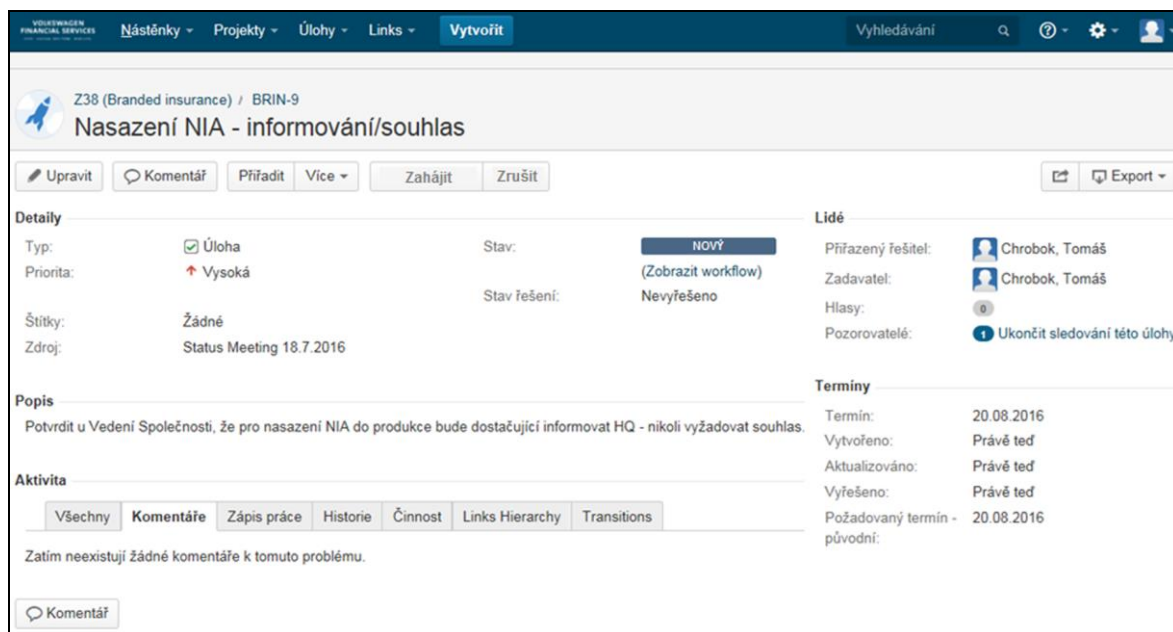 VOLKSWAGEN
FINANCIAL SERVICES
Nástěnky Projekty Úlohy Links Vytvořit Vyhledávání
Z38 (Branded insurance) / BRIN-9
Nasazení NIA - informování/souhlas
Upravit Komentář Přiřadit Více Zahájit Zrušit Export
Detaily
Typ: Úloha
Priorita: Vysoká
Štítky: Žádné
Zdroj: Status Meeting 18.7.2016
Stav: NOVÝ
(Zobrazit workflow)
Stav řešení: Nevyřešeno
Popis
Potvrdit u Vedení Společnosti, že pro nasazení NIA do produkce bude dostačující informovat HQ - nikoli vyžadovat souhlas.
Aktivita
Všechny Komentáře Zápis práce Historie Činnost Links Hierarchy Transitions
Zatím neexistují žádné komentáře k tomuto problému.
Komentář
Lidé
Přiřazený řešitel: Chrobok, Tomáš
Zadavatel: Chrobok, Tomáš
Hlasy: 0
Pozorovatelé: 1 Ukončit sledování této úlohy
Termíny
Termín: 20.08.2016
Vytvořeno: Právě teď
Aktualizováno: Právě teď
Vyřešeno: Právě teď
Požadovaný termín - 20.08.2016
původní: